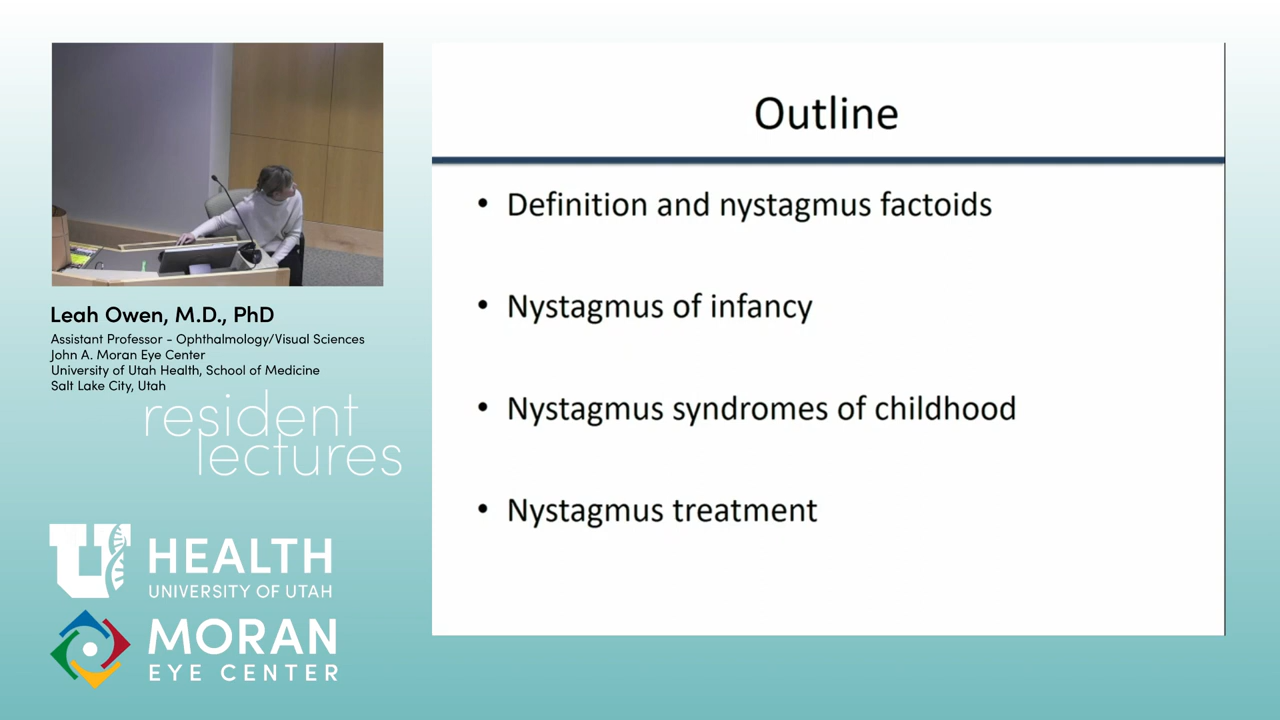 Outline
• Definition and nystagmus factoids
• Nystagmus of infancy
• Nystagmus syndromes of childhood
• Nystagmus treatment
Leah Owen, M.D., PhD
Assistant Professor - Ophthalmology/Visual Sciences
John A. Moran Eye Center
University of Utah Health, School of Medicine
Salt Lake City, Utah
resident
lectures
U HEALTH
UNIVERSITY OF UTAH
MORAN
EYE CENTER